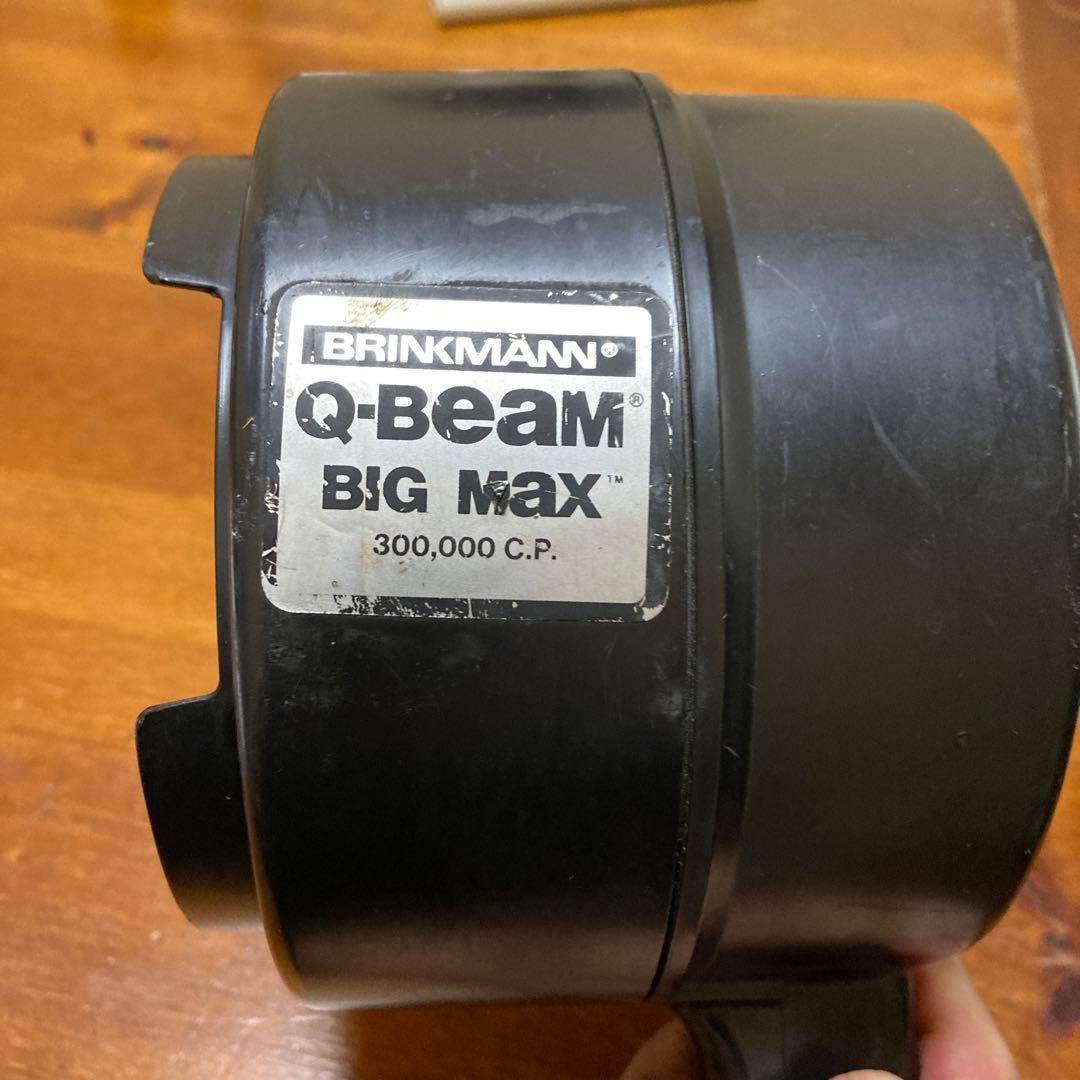 BRINKMANN®
Q-BEAM®
BIG MAX™
300,000 C.P.